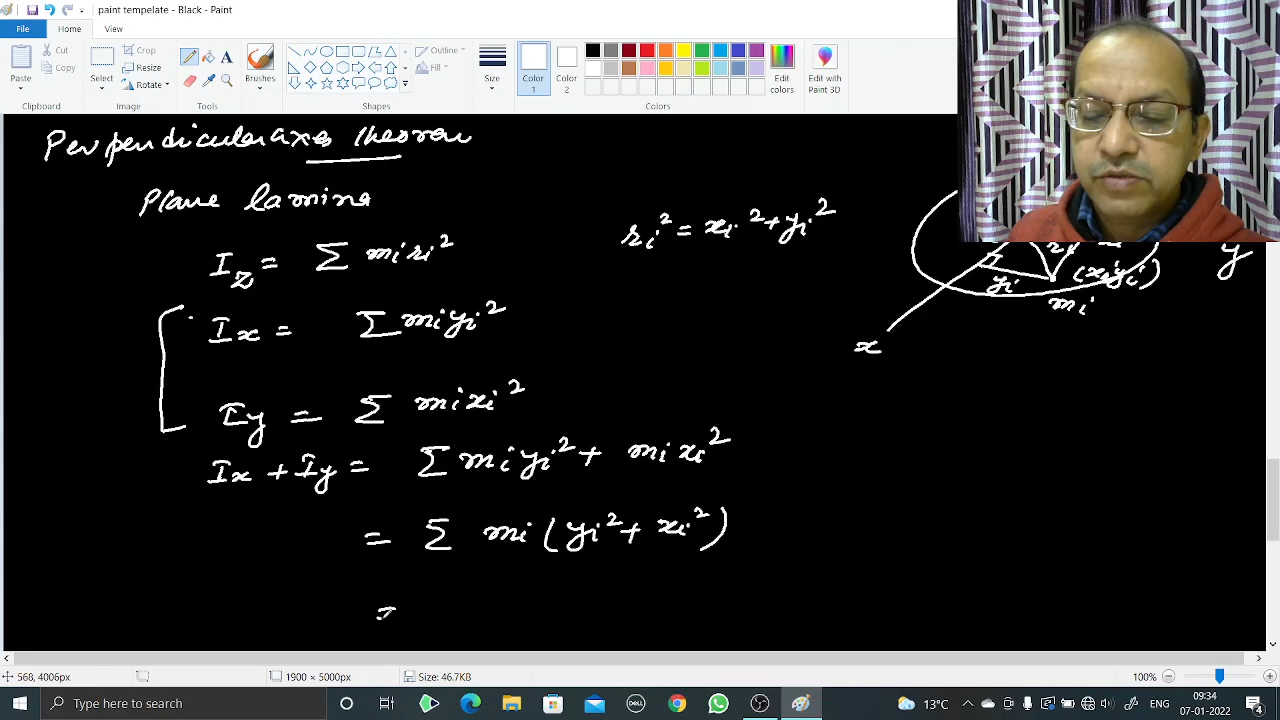 paint template - Black - Paint
File Home View
Paste Cut Copy Clipboard
Select Crop Resize Rotate Image
Tools
Brushes
Shapes Outline Fill
Size
Color 1 Color 2 Colors
Edit colors
Edit with Paint 3D
Perpendicular axes theorem
Plane lamina
Iz = Σ miri²
ri² = xi² + yi²
Ix = Σ miyi²
Iy = Σ mixi²
Ix + Iy = Σ miyi² + mixi²
= Σ mi(yi² + xi²)
=
ri
(xi yi)
yi
mi
y
x
568, 4006px 1900 × 5000px Size: 46.7KB 100%
Type here to search
13°C ENG 09:34
07-01-2022